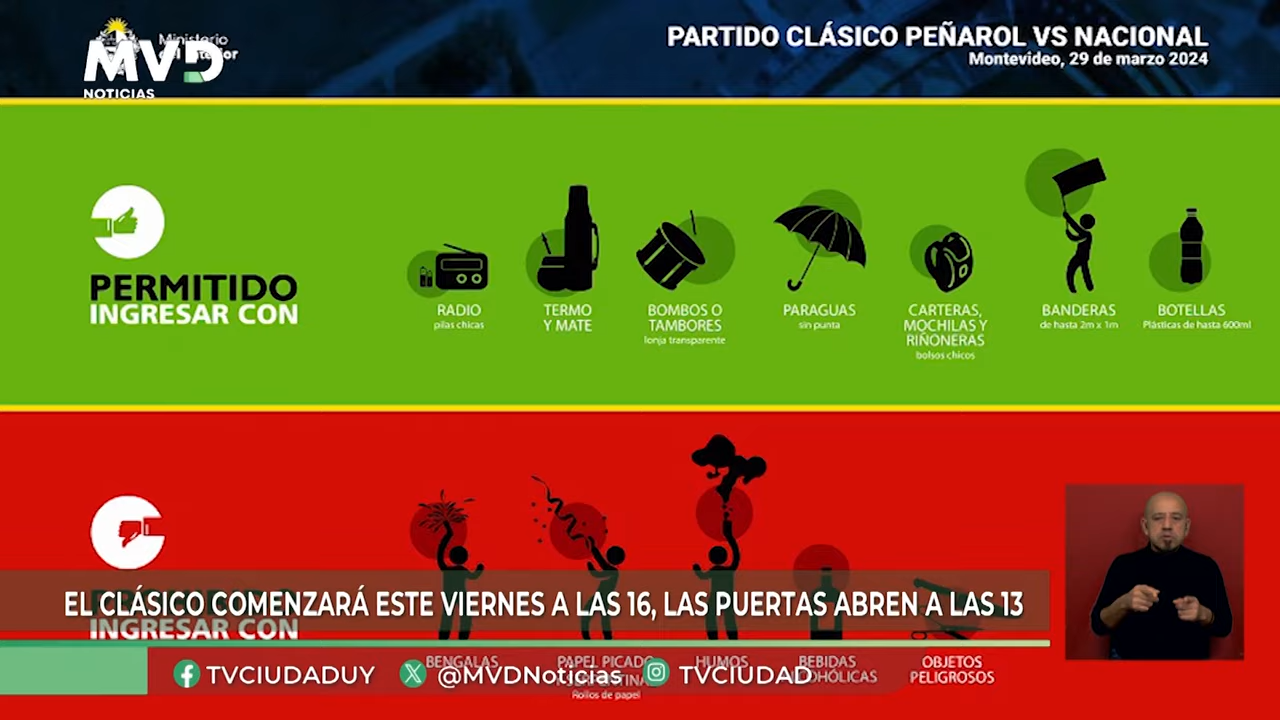 Ministerio
MVD
NOTICIAS
PARTIDO CLÁSICO PEÑAROL VS NACIONAL
Montevideo, 29 de marzo 2024
PERMITIDO
INGRESAR CON
RADIO
pilas chicas
TERMO
Y MATE
BOMBOS O
TAMBORES
lonja transparente
PARAGUAS
sin punta
CARTERAS,
MOCHILAS Y
RIÑONERAS
bolsos chicos
BANDERAS
de hasta 2m x 1m
BOTELLAS
Plásticas de hasta 600ml
EL CLÁSICO COMENZARÁ ESTE VIERNES A LAS 16, LAS PUERTAS ABREN A LAS 13
INGRESAR CON
BENGALAS
PAPEL PICADO
Rollos de papel
HUMOS
BEBIDAS
ALCOHÓLICAS
OBJETOS
PELIGROSOS
TVCIUDADUY
@MVDNoticias
TVCIUDAD